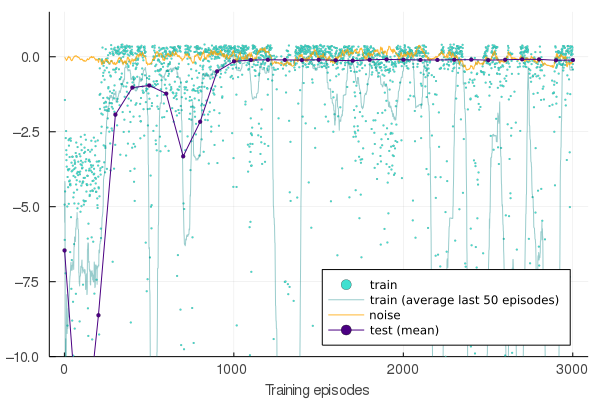 0.0
−2.5
−5.0
−7.5
−10.0
train
train (average last 50 episodes)
noise
test (mean)
0 1000 2000 3000
Training episodes